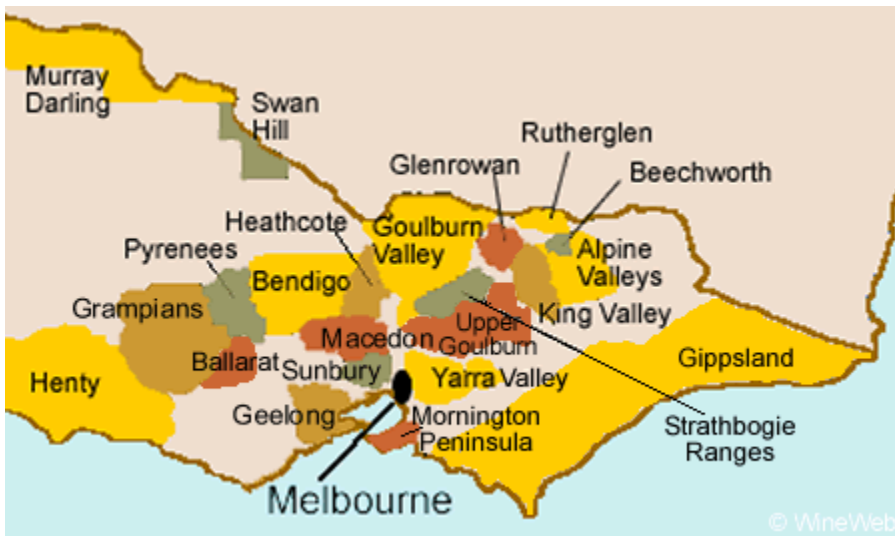 Murray
Darling
Swan
Hill
Rutherglen
Glenrowan
Beechworth
Heathcote
Goulburn
Valley
Pyrenees
Bendigo
Alpine
Valleys
Grampians
King Valley
Macedon
Upper
Goulburn
Ballarat
Sunbury
Gippsland
Henty
Yarra Valley
Geelong
Mornington
Peninsula
Strathbogie
Ranges
Melbourne
© WineWeb